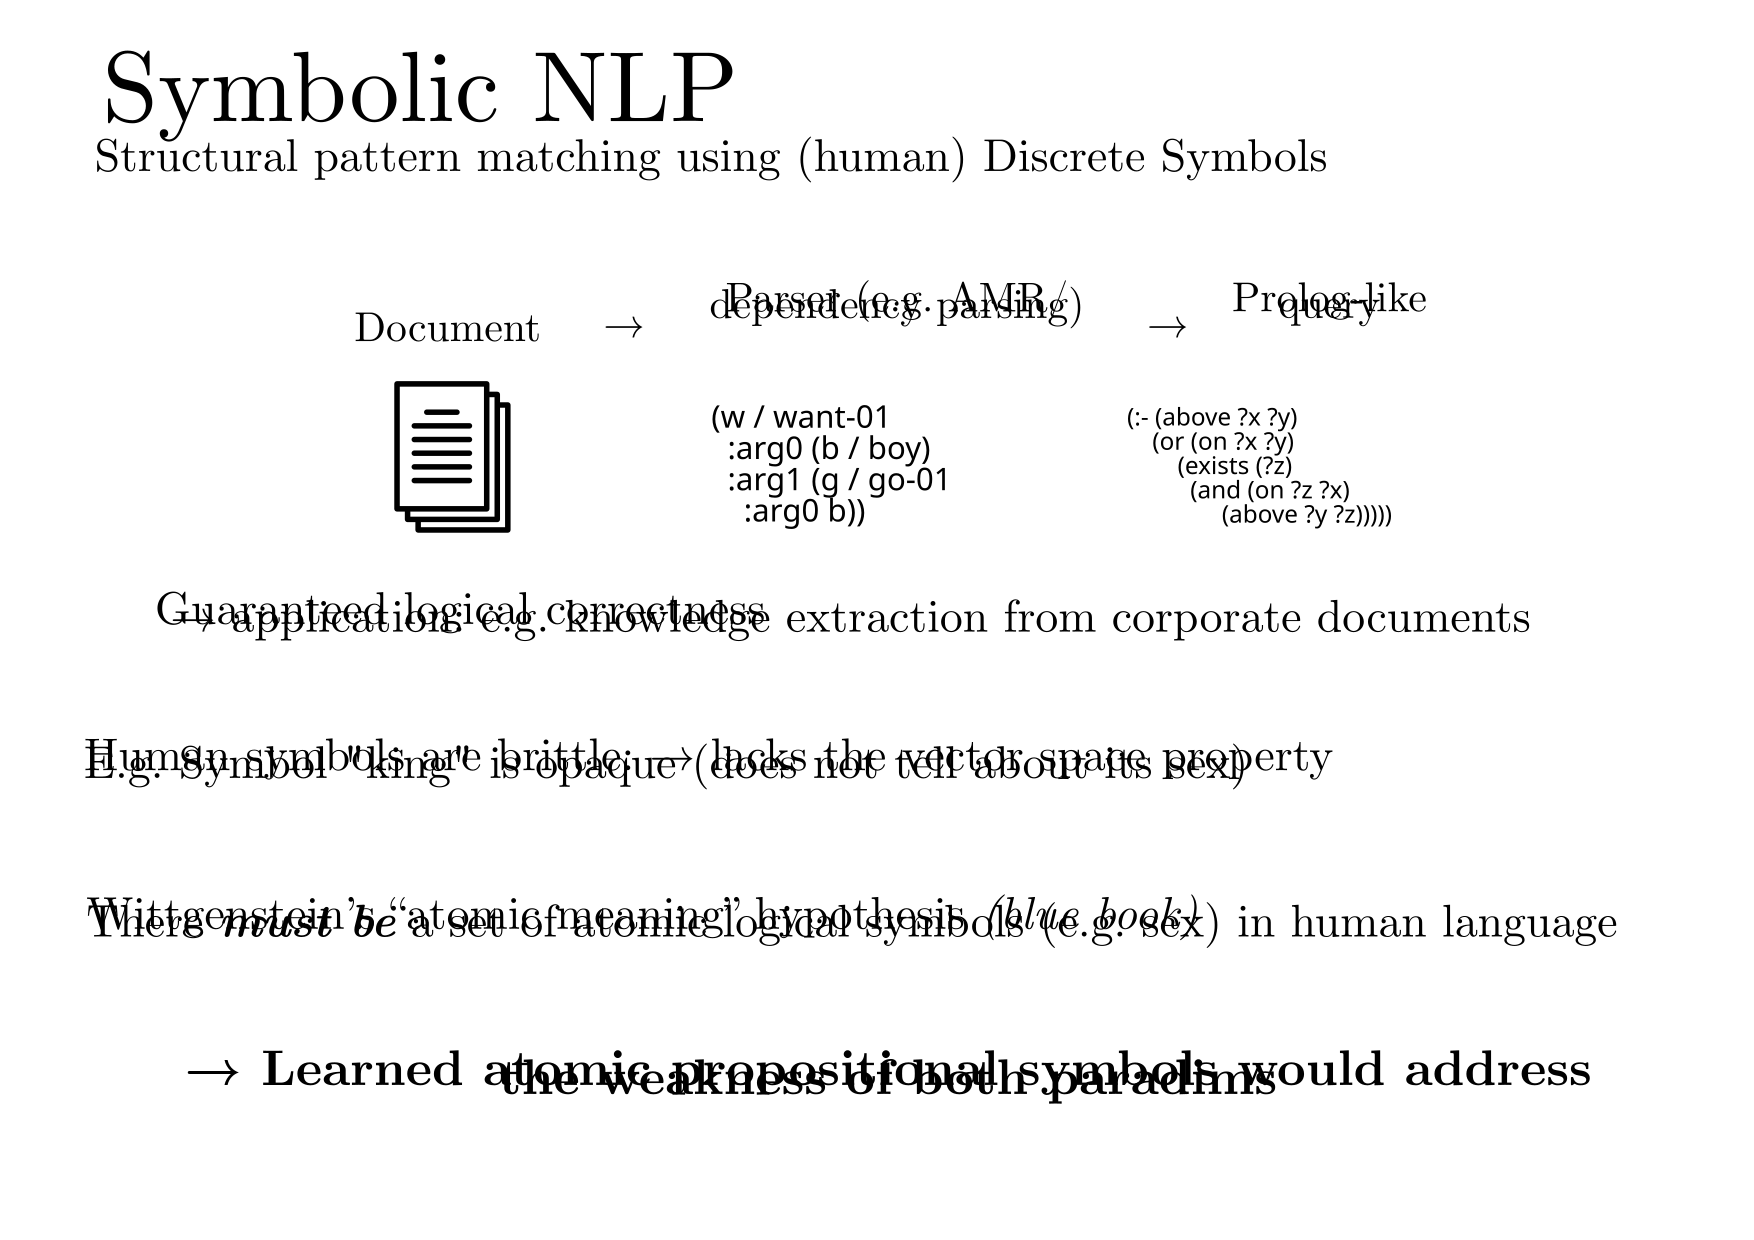 Symbolic NLP
Structural pattern matching using (human) Discrete Symbols
Document → Parser (e.g. AMR/ → Prolog-like
dependency parsing) query
(w / want-01
:arg0 (b / boy)
:arg1 (g / go-01
:arg0 b))
(:- (above ?x ?y)
(or (on ?x ?y)
(exists (?z)
(and (on ?z ?x)
(above ?y ?z)))))
Guaranteed logical correctness
→ application: e.g. knowledge extraction from corporate documents
Human symbols are brittle: → lacks the vector space property
E.g. Symbol "king" is opaque (does not tell about its sex)
Wittgenstein's “atomic meaning” hypothesis (blue book)
There must be a set of atomic logical symbols (e.g. sex) in human language
→ Learned atomic propositional symbols would address
the weakness of both paradims